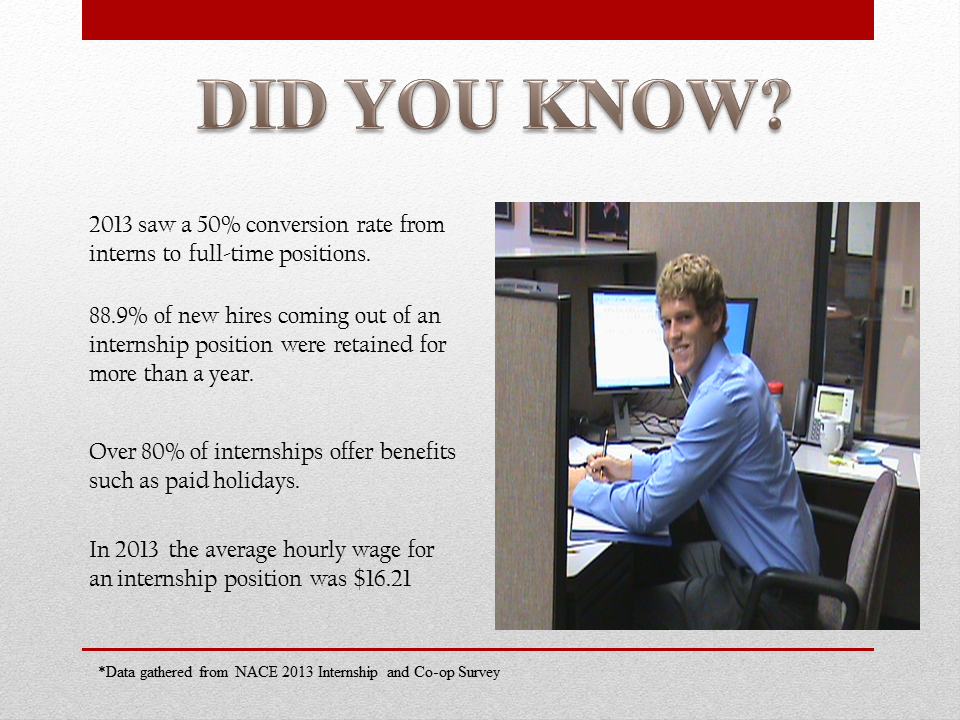 DID YOU KNOW?
2013 saw a 50% conversion rate from
interns to full-time positions.
88.9% of new hires coming out of an
internship position were retained for
more than a year.
Over 80% of internships offer benefits
such as paid holidays.
In 2013 the average hourly wage for
an internship position was $16.21
*Data gathered from NACE 2013 Internship and Co-op Survey